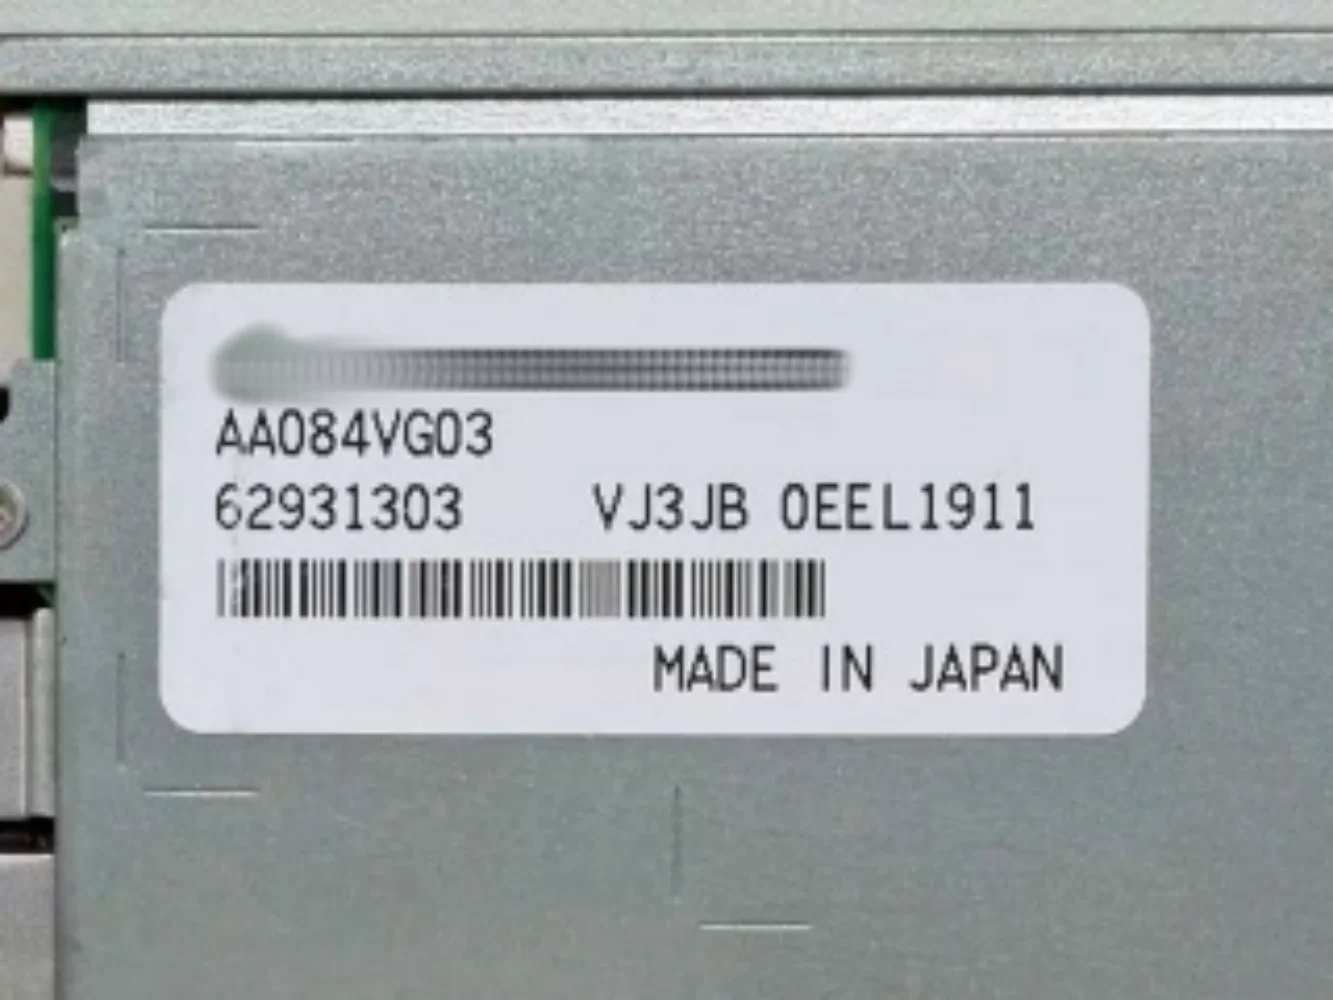 AA084VG03
62931303 VJ3JB 0EEL1911
MADE IN JAPAN